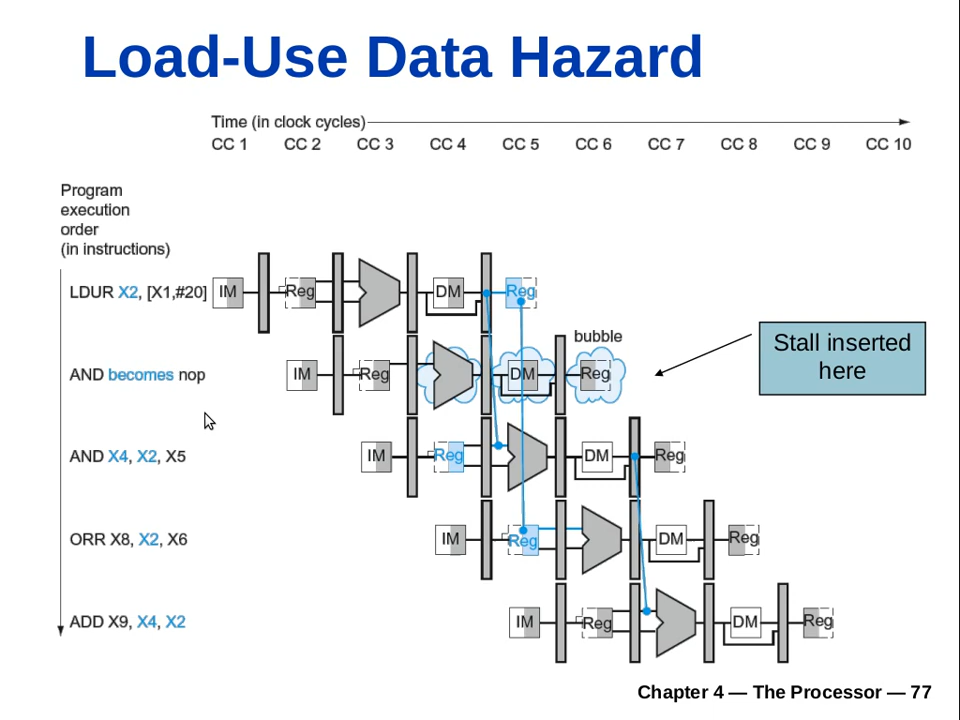 Load-Use Data Hazard
Time (in clock cycles)
CC 1 CC 2 CC 3 CC 4 CC 5 CC 6 CC 7 CC 8 CC 9 CC 10
Program
execution
order
(in instructions)
LDUR X2, [X1,#20] IM Reg DM Reg
bubble
Stall inserted
here
AND becomes nop IM Reg DM Reg
AND X4, X2, X5 IM Reg DM Reg
ORR X8, X2, X6 IM Reg DM Reg
ADD X9, X4, X2 IM Reg DM Reg
Chapter 4 — The Processor — 77